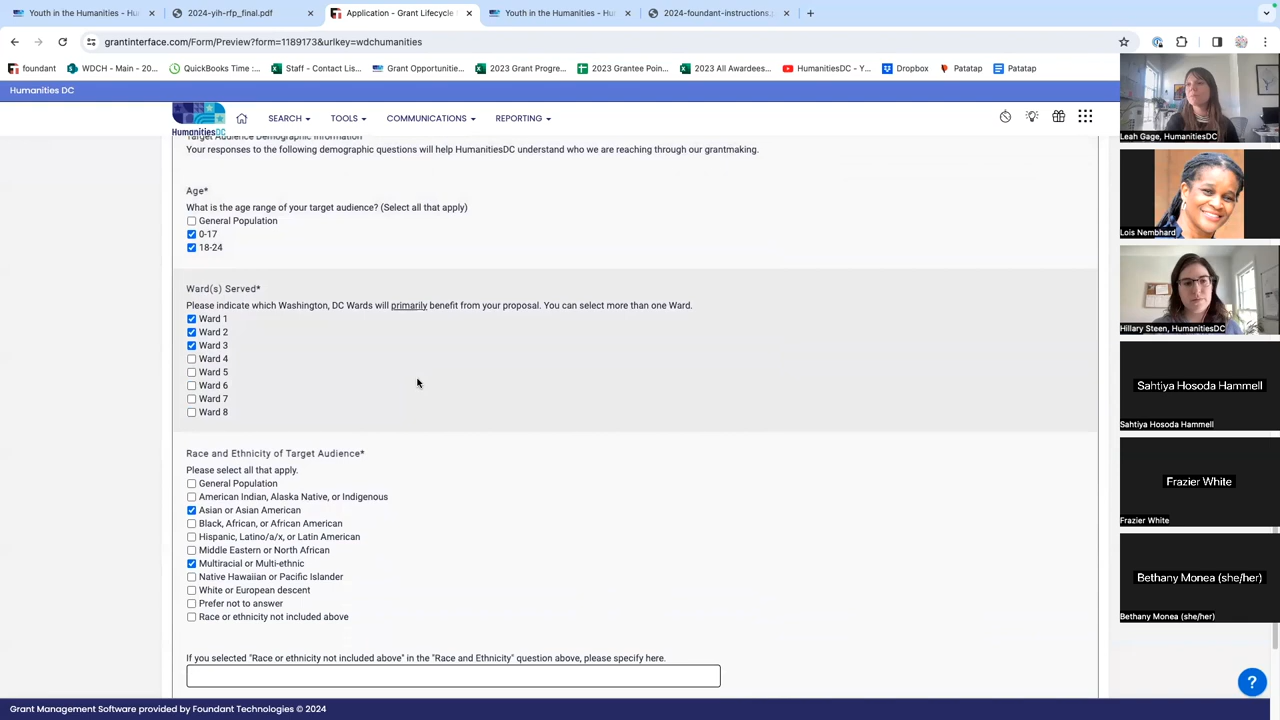 Youth in the Humanities - Hum
2024-yih-rfp_final.pdf
Application - Grant Lifecycle
Youth in the Humanities - Hum
2024-foundant-instructions.
grantinterface.com/Form/Preview?form=1189173&urlkey=wdchumanities
foundant
WDCH - Main - 20...
QuickBooks Time :...
Staff - Contact Lis...
Grant Opportunitie...
2023 Grant Progre...
2023 Grantee Poin...
2023 All Awardees...
HumanitiesDC - Y...
Dropbox
Patatap
Patatap
Humanities DC
HumanitiesDC
SEARCH
TOOLS
COMMUNICATIONS
REPORTING
Target Audience Demographic Information
Your responses to the following demographic questions will help HumanitiesDC understand who we are reaching through our grantmaking.
Age*
What is the age range of your target audience? (Select all that apply)
General Population
0-17
18-24
Ward(s) Served*
Please indicate which Washington, DC Wards will primarily benefit from your proposal. You can select more than one Ward.
Ward 1
Ward 2
Ward 3
Ward 4
Ward 5
Ward 6
Ward 7
Ward 8
Race and Ethnicity of Target Audience*
Please select all that apply.
General Population
American Indian, Alaska Native, or Indigenous
Asian or Asian American
Black, African, or African American
Hispanic, Latino/a/x, or Latin American
Middle Eastern or North African
Multiracial or Multi-ethnic
Native Hawaiian or Pacific Islander
White or European descent
Prefer not to answer
Race or ethnicity not included above
If you selected "Race or ethnicity not included above" in the "Race and Ethnicity" question above, please specify here.
Grant Management Software provided by Foundant Technologies © 2024
?
Leah Gage, HumanitiesDC
Lois Nembhard
Hillary Steen, HumanitiesDC
Sahtiya Hosoda Hammell
Sahtiya Hosoda Hammell
Frazier White
Frazier White
Bethany Monea (she/her)
Bethany Monea (she/her)